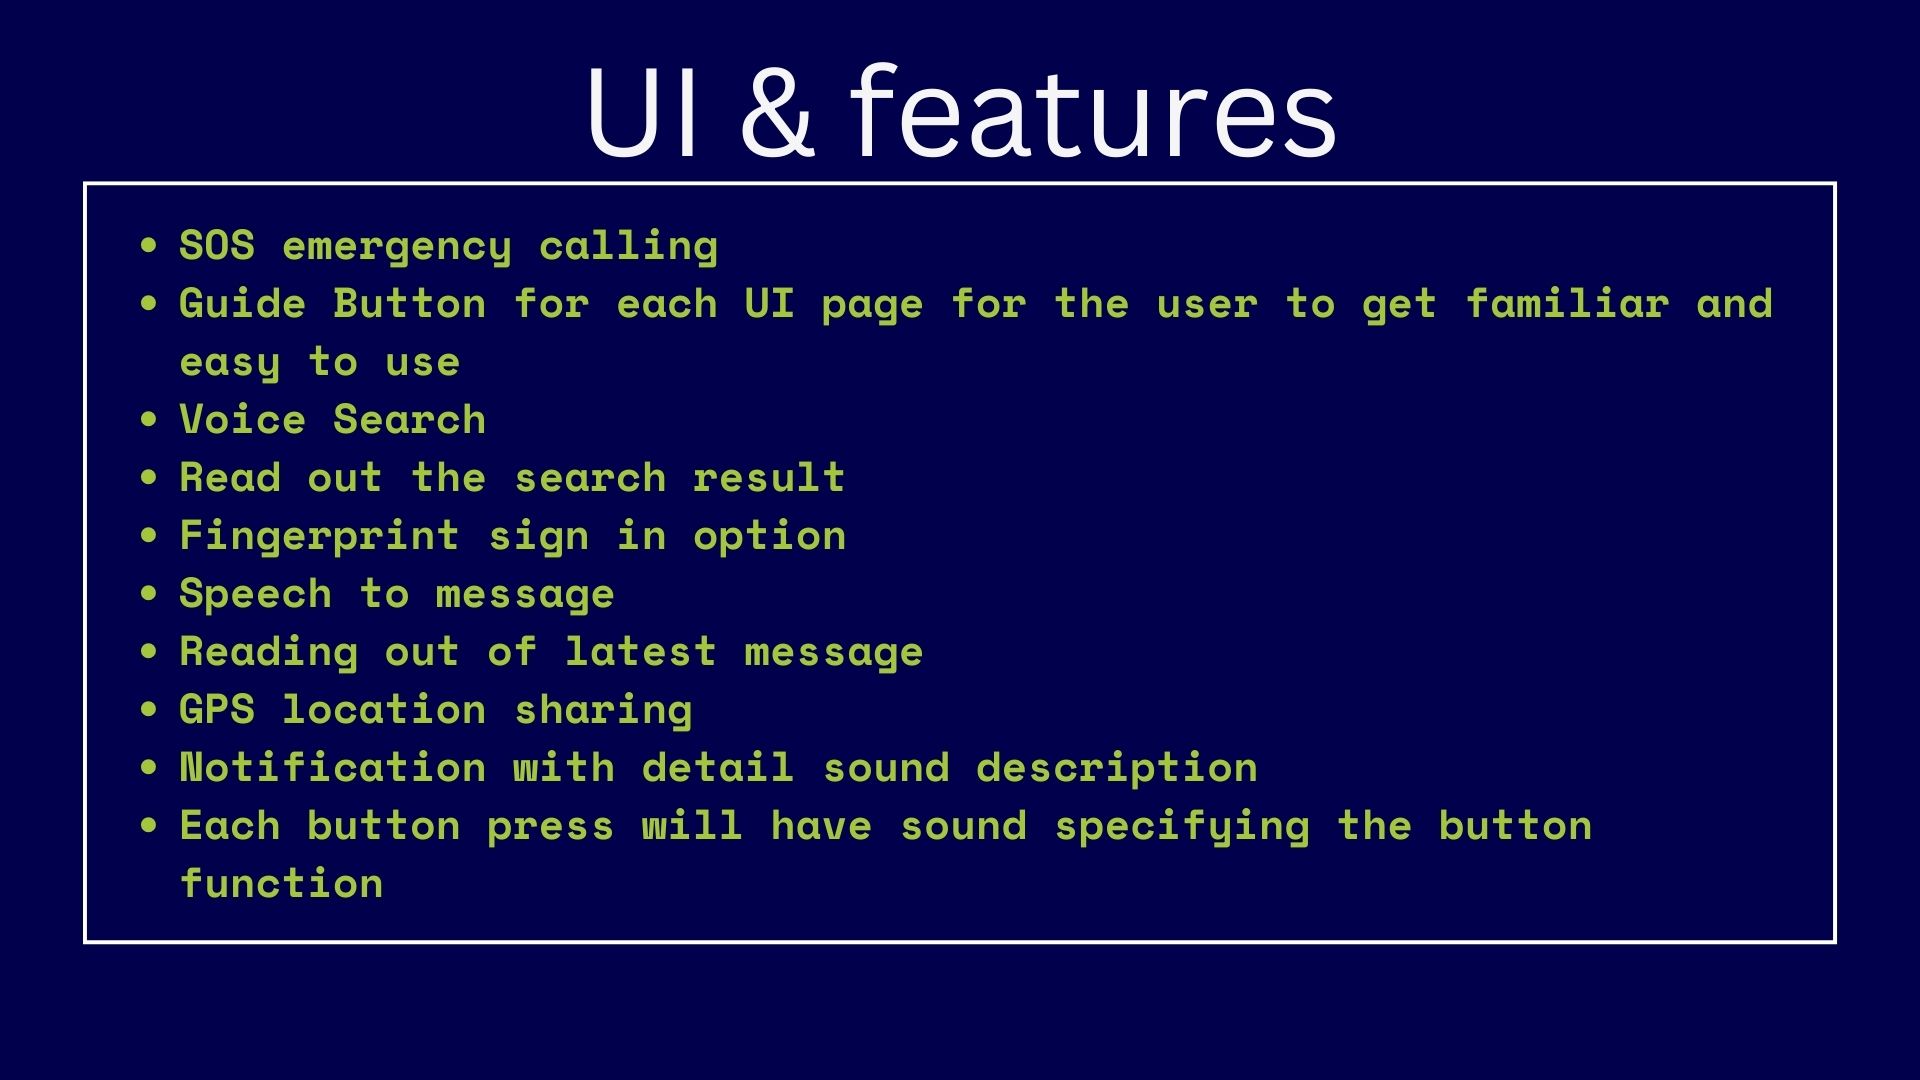 UI & features
• SOS emergency calling
• Guide Button for each UI page for the user to get familiar and
easy to use
• Voice Search
• Read out the search result
• Fingerprint sign in option
• Speech to message
• Reading out of latest message
• GPS location sharing
• Notification with detail sound description
• Each button press will have sound specifying the button
function